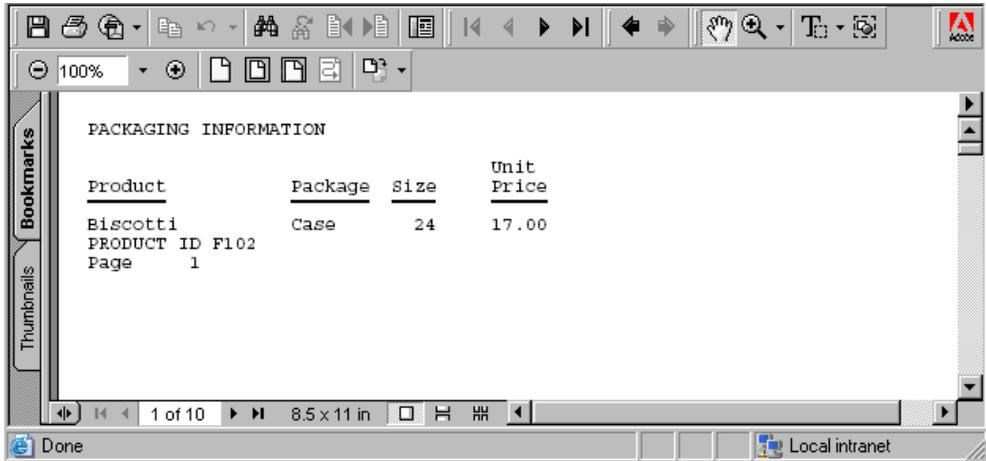 Adobe
100%
Bookmarks
Thumbnails
PACKAGING INFORMATION
Unit
Product Package Size Price
Biscotti Case 24 17.00
PRODUCT ID F102
Page 1
1 of 10 8.5 x 11 in
Done Local intranet